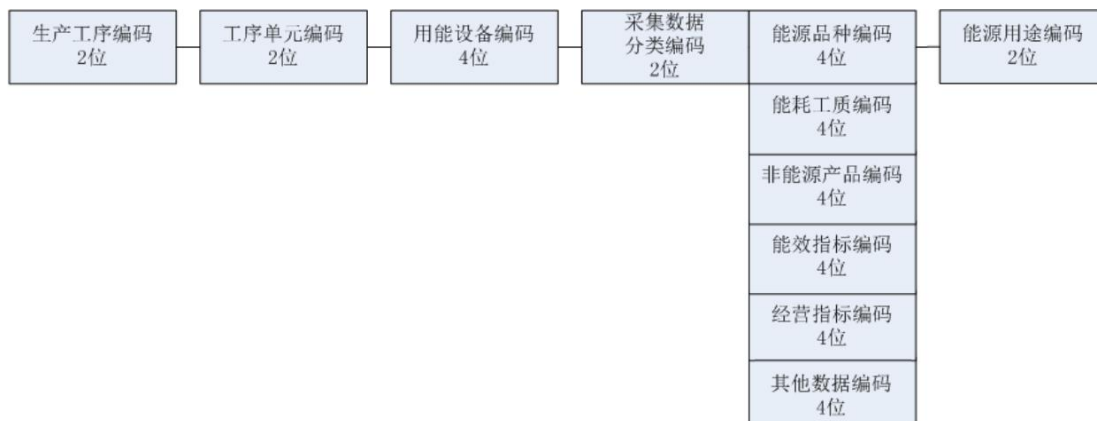 生产工序编码
2位
工序单元编码
2位
用能设备编码
4位
采集数据
分类编码
2位
能源品种编码
4位
能源用途编码
2位
能耗工质编码
4位
非能源产品编码
4位
能效指标编码
4位
经营指标编码
4位
其他数据编码
4位